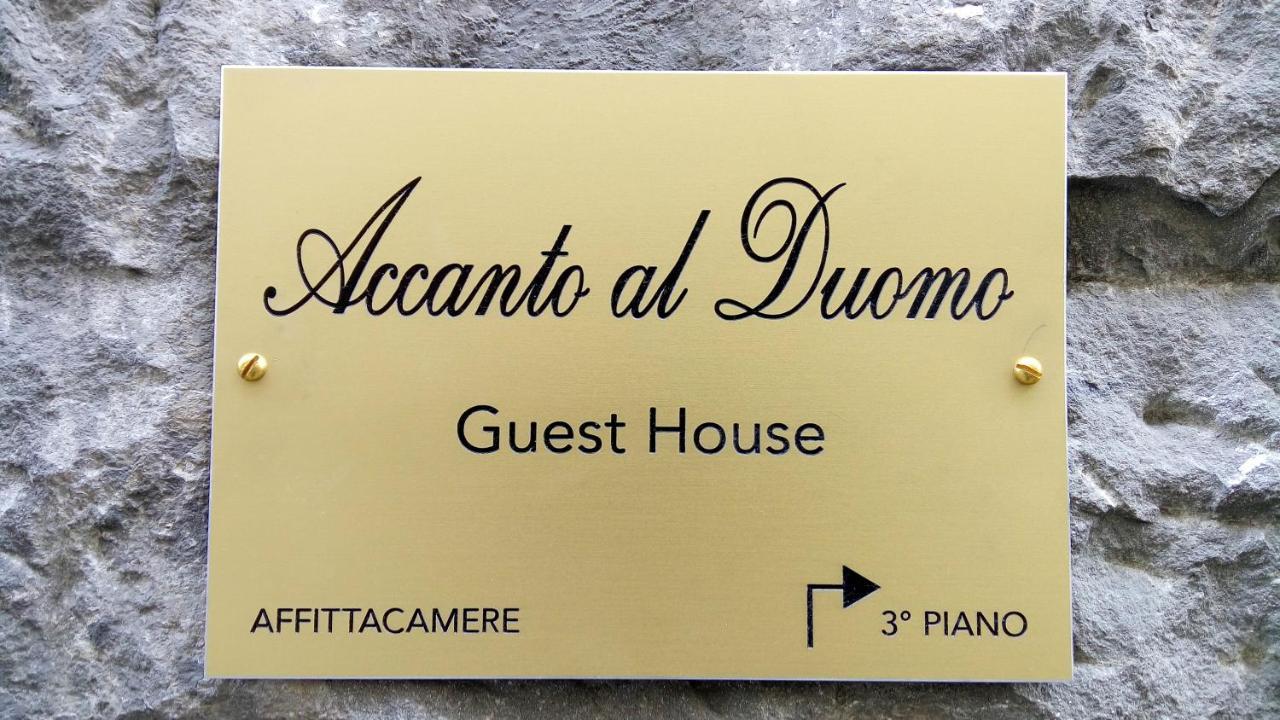 Accanto al Duomo
Guest House
AFFITTACAMERE
3° PIANO